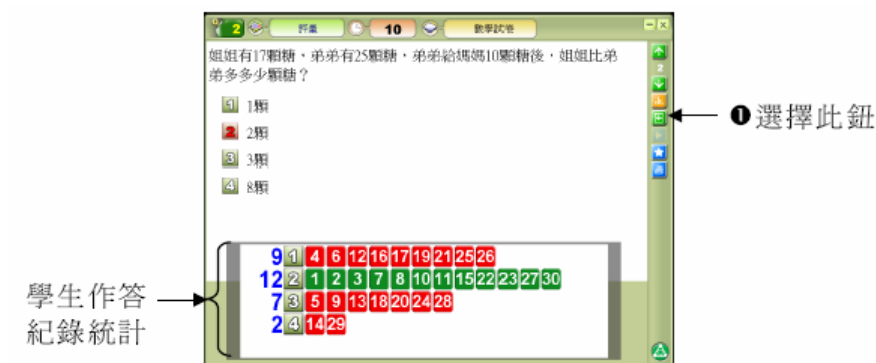 2 評量 10 數學試卷
姐姐有17顆糖,弟弟有25顆糖,弟弟給媽媽10顆糖後,姐姐比弟
弟多多少顆糖?
1 1顆
2 2顆
3 3顆
4 8顆
2
❶選擇此鈕
學生作答
紀錄統計
9 1 4 6 12 16 17 19 21 25 26
12 2 1 2 3 7 8 10 11 15 22 23 27 30
7 3 5 9 13 18 20 24 28
2 4 14 29